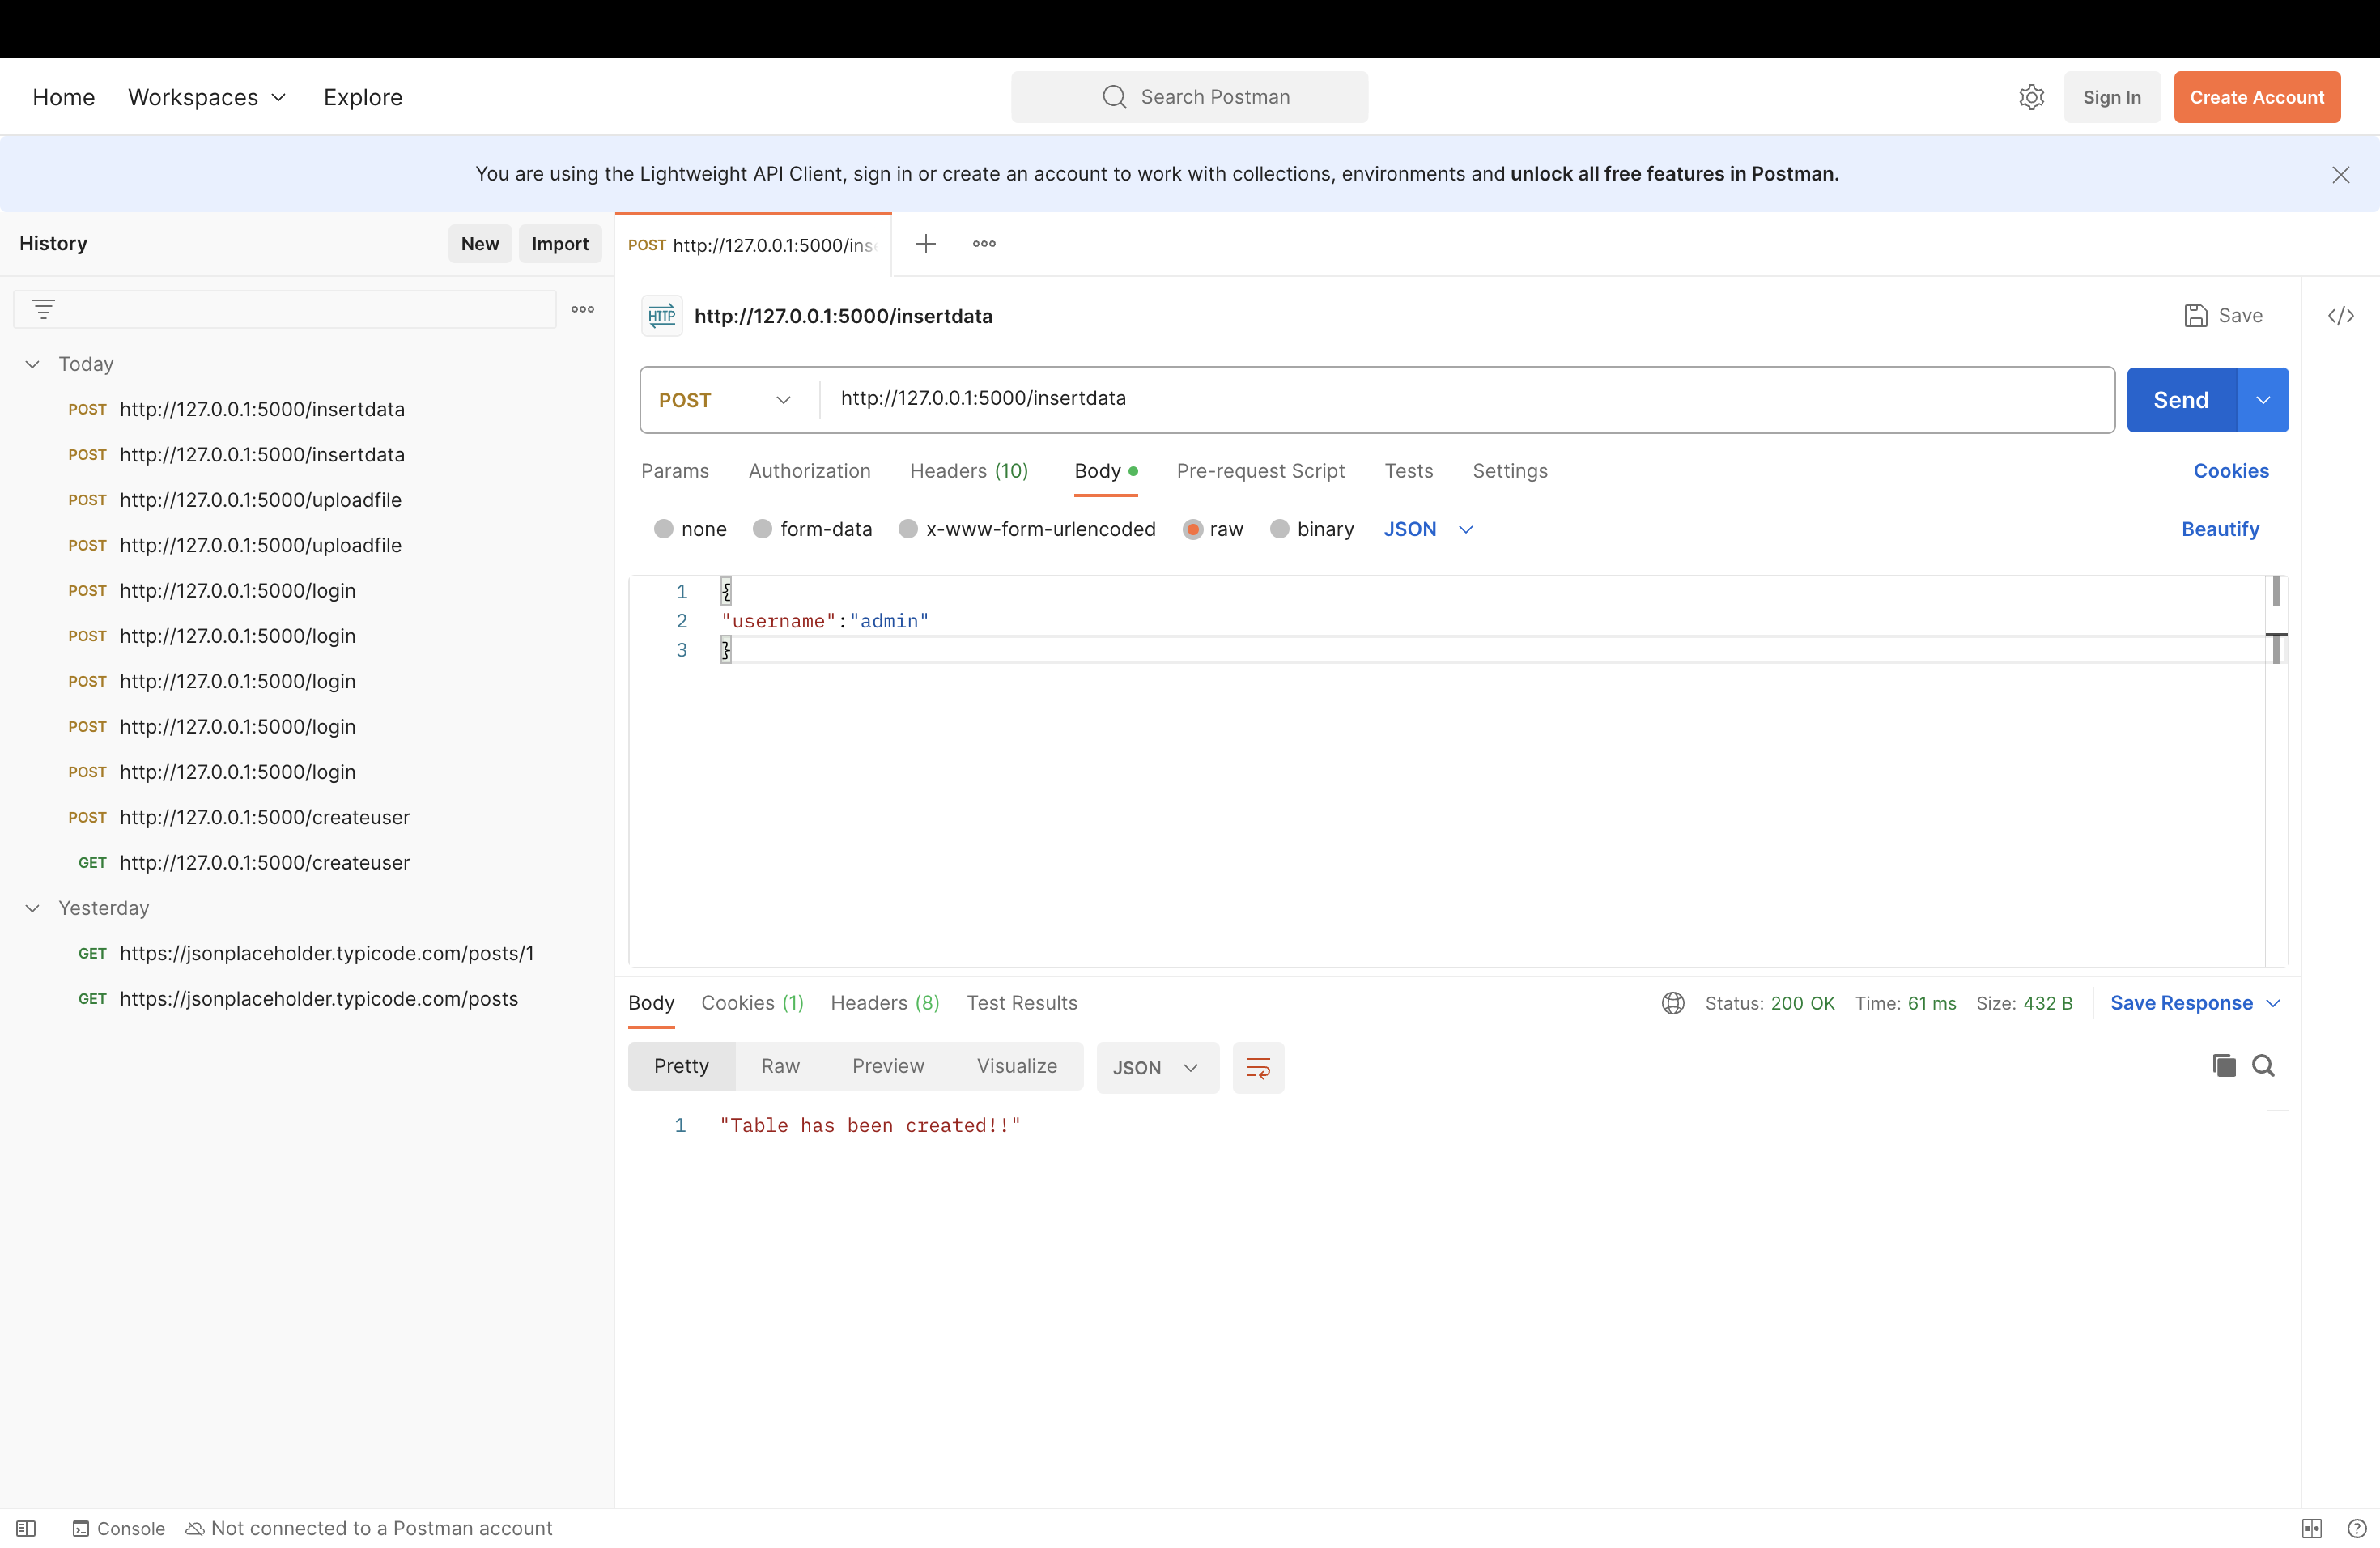 Home Workspaces Explore Search Postman Sign In Create Account
You are using the Lightweight API Client, sign in or create an account to work with collections, environments and unlock all free features in Postman.
History New Import
Today
POST http://127.0.0.1:5000/insertdata
POST http://127.0.0.1:5000/insertdata
POST http://127.0.0.1:5000/uploadfile
POST http://127.0.0.1:5000/uploadfile
POST http://127.0.0.1:5000/login
POST http://127.0.0.1:5000/login
POST http://127.0.0.1:5000/login
POST http://127.0.0.1:5000/login
POST http://127.0.0.1:5000/login
POST http://127.0.0.1:5000/createuser
GET http://127.0.0.1:5000/createuser
Yesterday
GET https://jsonplaceholder.typicode.com/posts/1
GET https://jsonplaceholder.typicode.com/posts
POST http://127.0.0.1:5000/ins
HTTP http://127.0.0.1:5000/insertdata Save </>
POST http://127.0.0.1:5000/insertdata Send
Params Authorization Headers (10) Body Pre-request Script Tests Settings Cookies
none form-data x-www-form-urlencoded raw binary JSON Beautify
1 {
2 "username":"admin"
3 }
Body Cookies (1) Headers (8) Test Results Status: 200 OK Time: 61 ms Size: 432 B Save Response
Pretty Raw Preview Visualize JSON
1 "Table has been created!!"
Console Not connected to a Postman account